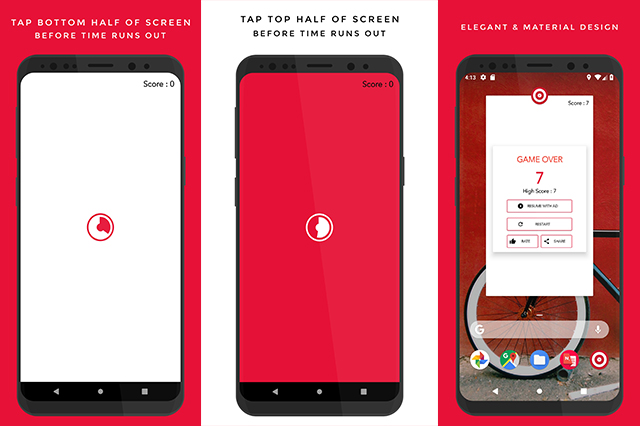 TAP BOTTOM HALF OF SCREEN
BEFORE TIME RUNS OUT
Score : 0
TAP TOP HALF OF SCREEN
BEFORE TIME RUNS OUT
Score : 0
ELEGANT & MATERIAL DESIGN
4:13
Score : 7
GAME OVER
7
High Score : 7
RESUME WITH AD
RESTART
RATE
SHARE
G